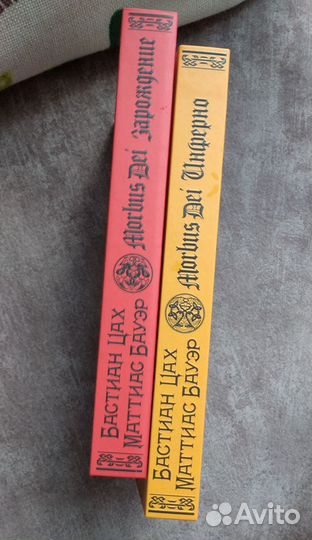 БАСТИАН ЦАХ
МАТТИАС БАУЭР
Morbus Dei Зарождение
БАСТИАН ЦАХ
МАТТИАС БАУЭР
Morbus Dei Инферно
Avito